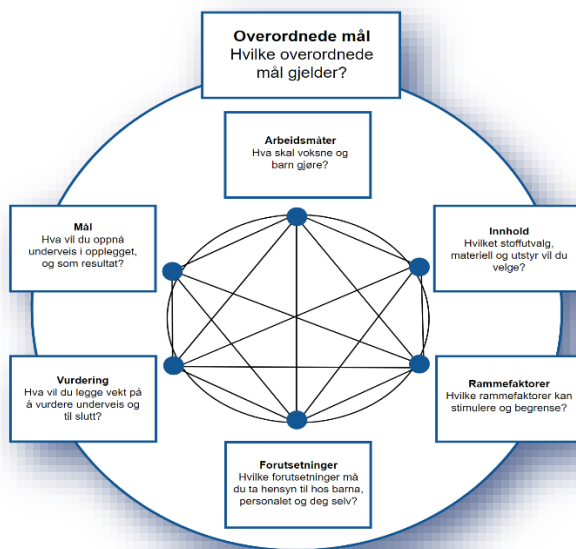 Overordnede mål
Hvilke overordnede
mål gjelder?
Arbeidsmåter
Hva skal voksne og
barn gjøre?
Mål
Hva vil du oppnå
underveis i opplegget,
og som resultat?
Innhold
Hvilket stoffutvalg,
materiell og utstyr vil du
velge?
Vurdering
Hva vil du legge vekt på
å vurdere underveis og
til slutt?
Rammefaktorer
Hvilke rammefaktorer kan
stimulere og begrense?
Forutsetninger
Hvilke forutsetninger må
du ta hensyn til hos barna,
personalet og deg selv?